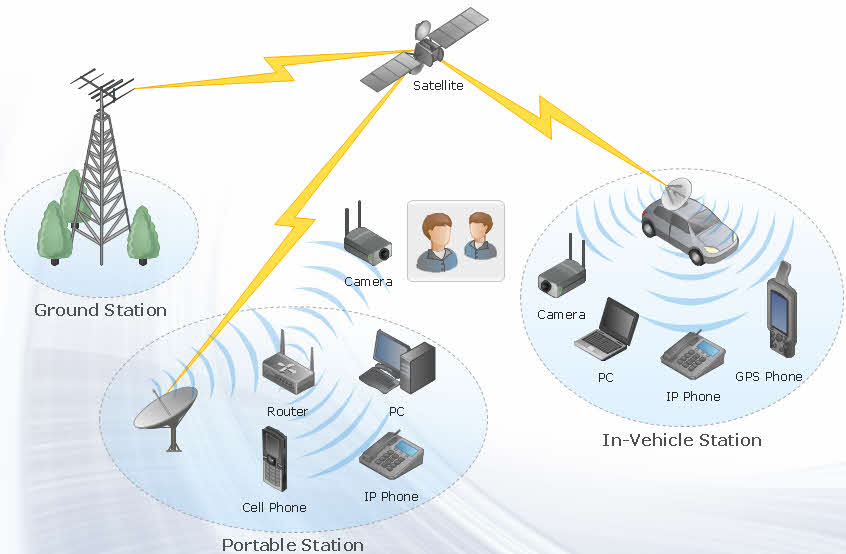 Satellite
Ground Station
Camera
Camera
Router
PC
PC
IP Phone
GPS Phone
Cell Phone
IP Phone
In-Vehicle Station
Portable Station